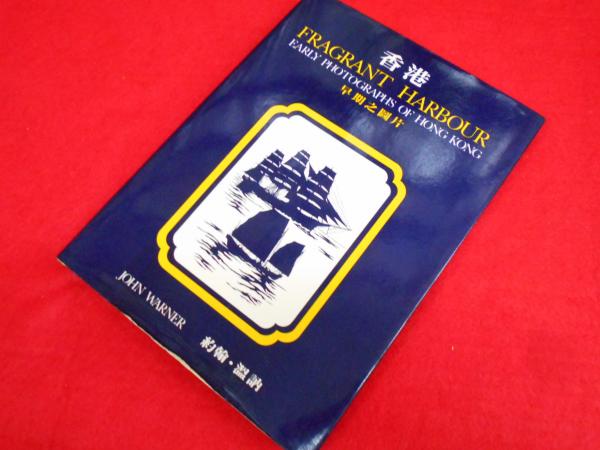 香港
FRAGRANT HARBOUR
EARLY PHOTOGRAPHS OF HONG KONG
早期之圖片
JOHN WARNER
約翰·溫訥